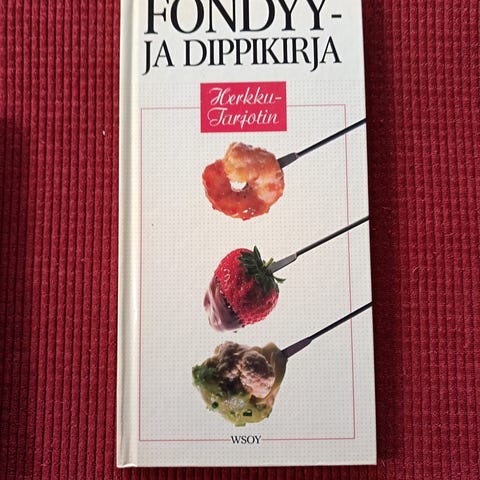 FONDYY-
JA DIPPIKIRJA
Herkku-
Tarjotin
WSOY